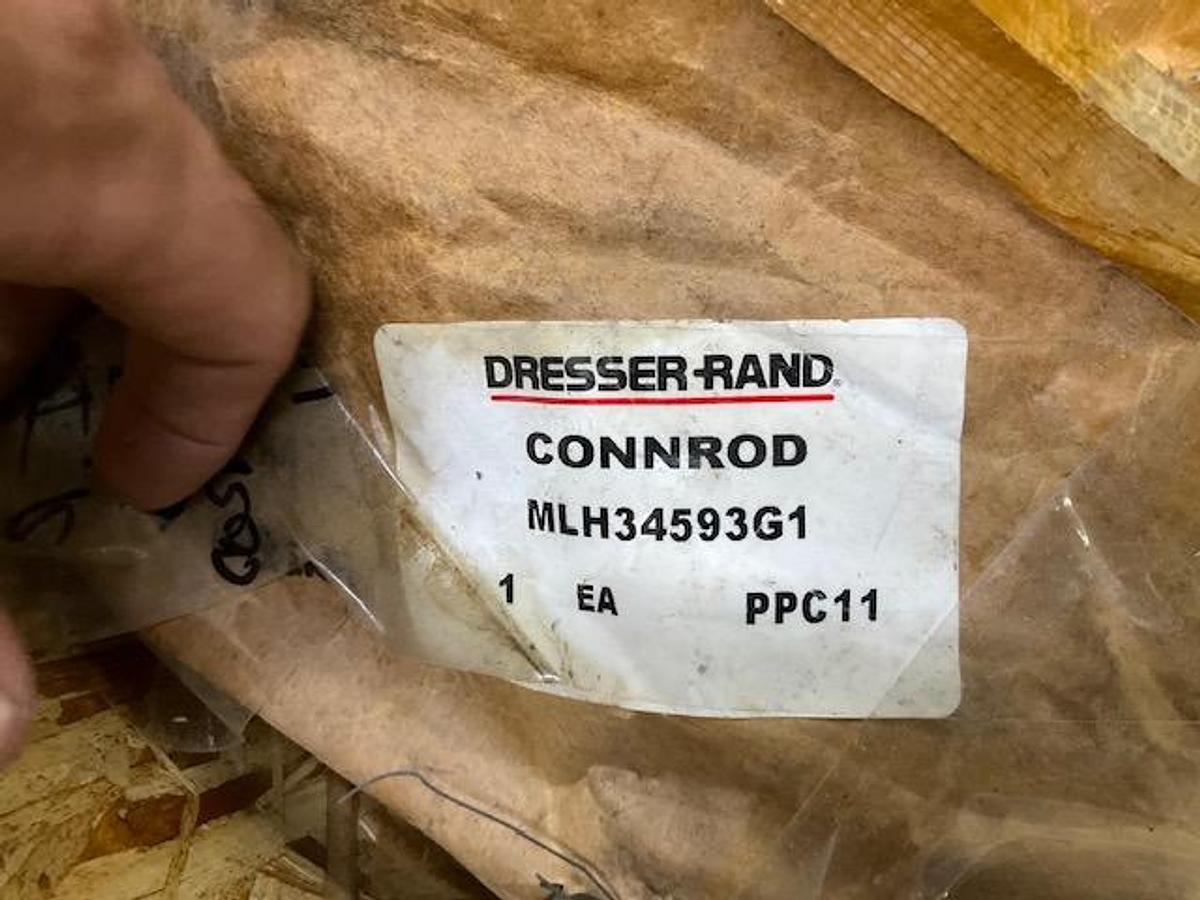 DRESSER-RAND®
CONNROD
MLH34593G1
1 EA PPC11